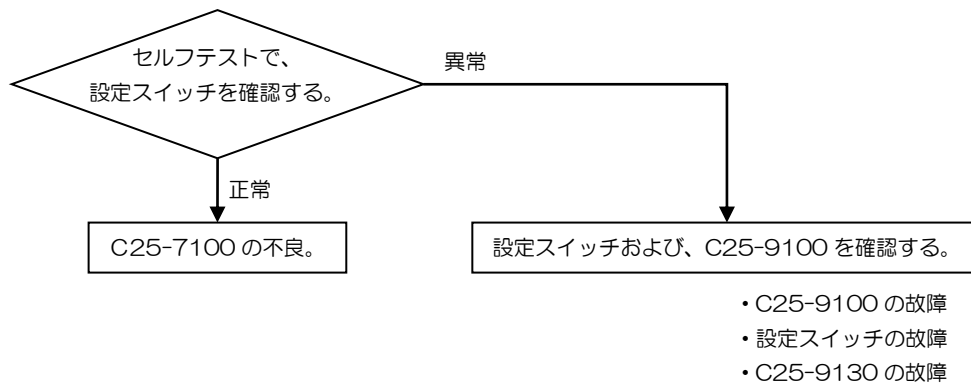 セルフテストで、
設定スイッチを確認する。
異常
正常
C25-7100 の不良。
設定スイッチおよび、C25-9100 を確認する。
・C25-9100 の故障
・設定スイッチの故障
・C25-9130 の故障